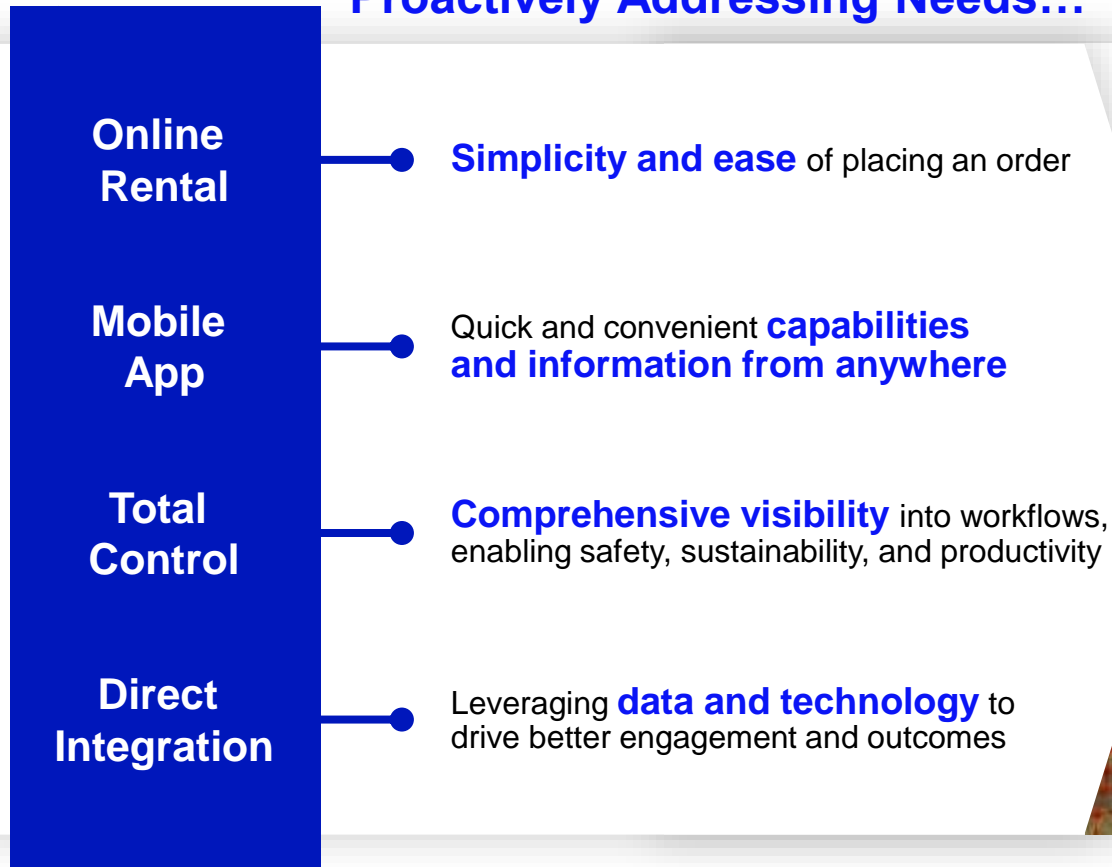 Proactively Addressing Needs…
Online
Rental
Simplicity and ease of placing an order
Mobile
App
Quick and convenient capabilities
and information from anywhere
Total
Control
Comprehensive visibility into workflows,
enabling safety, sustainability, and productivity
Direct
Integration
Leveraging data and technology to
drive better engagement and outcomes